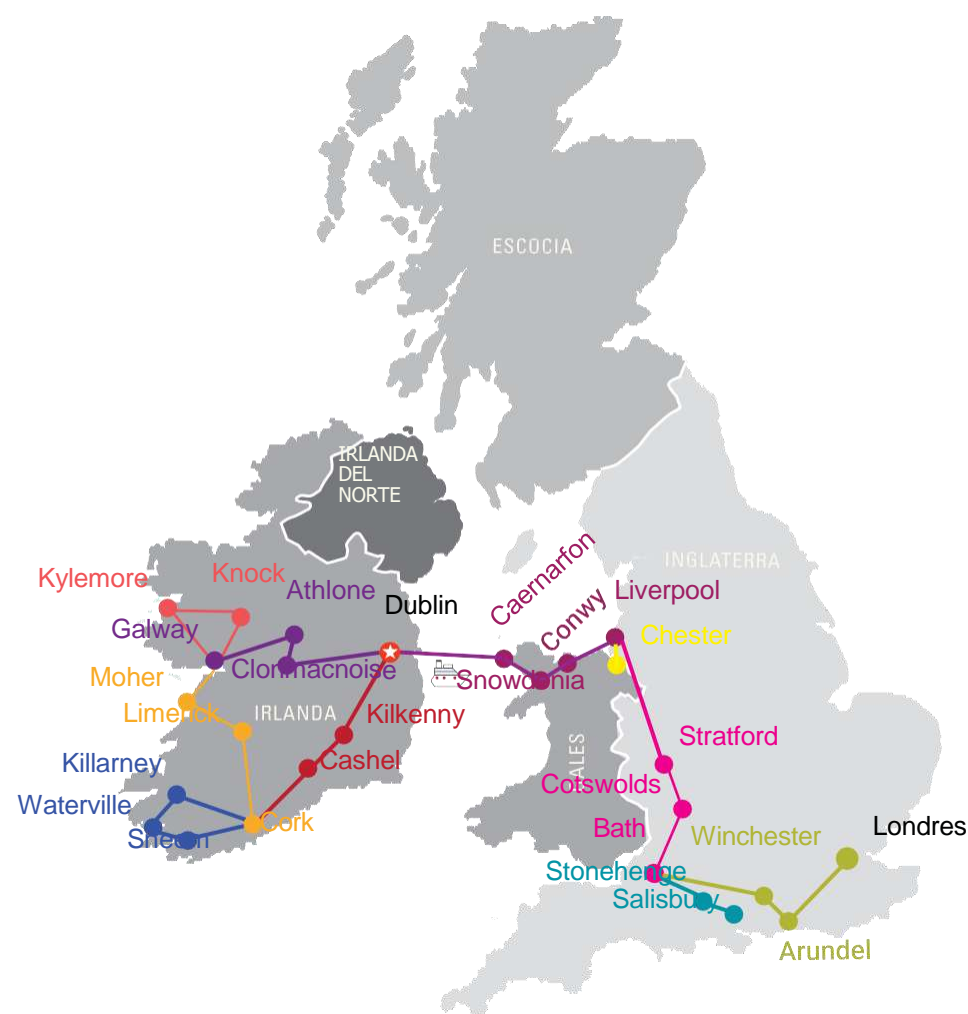 ESCOCIA
IRLANDA
DEL
NORTE
INGLATERRA
Caernarfon
Kylemore
Knock
Athlone
Dublin
Conwy
Liverpool
Galway
Chester
Clonmacnoise
Moher
Snowdonia
Limerick
IRLANDA
Kilkenny
Stratford
Killarney
Cashel
GALES
Cotswolds
Waterville
Cork
Bath
Winchester
Londres
Stonehenge
Salisbury
Arundel